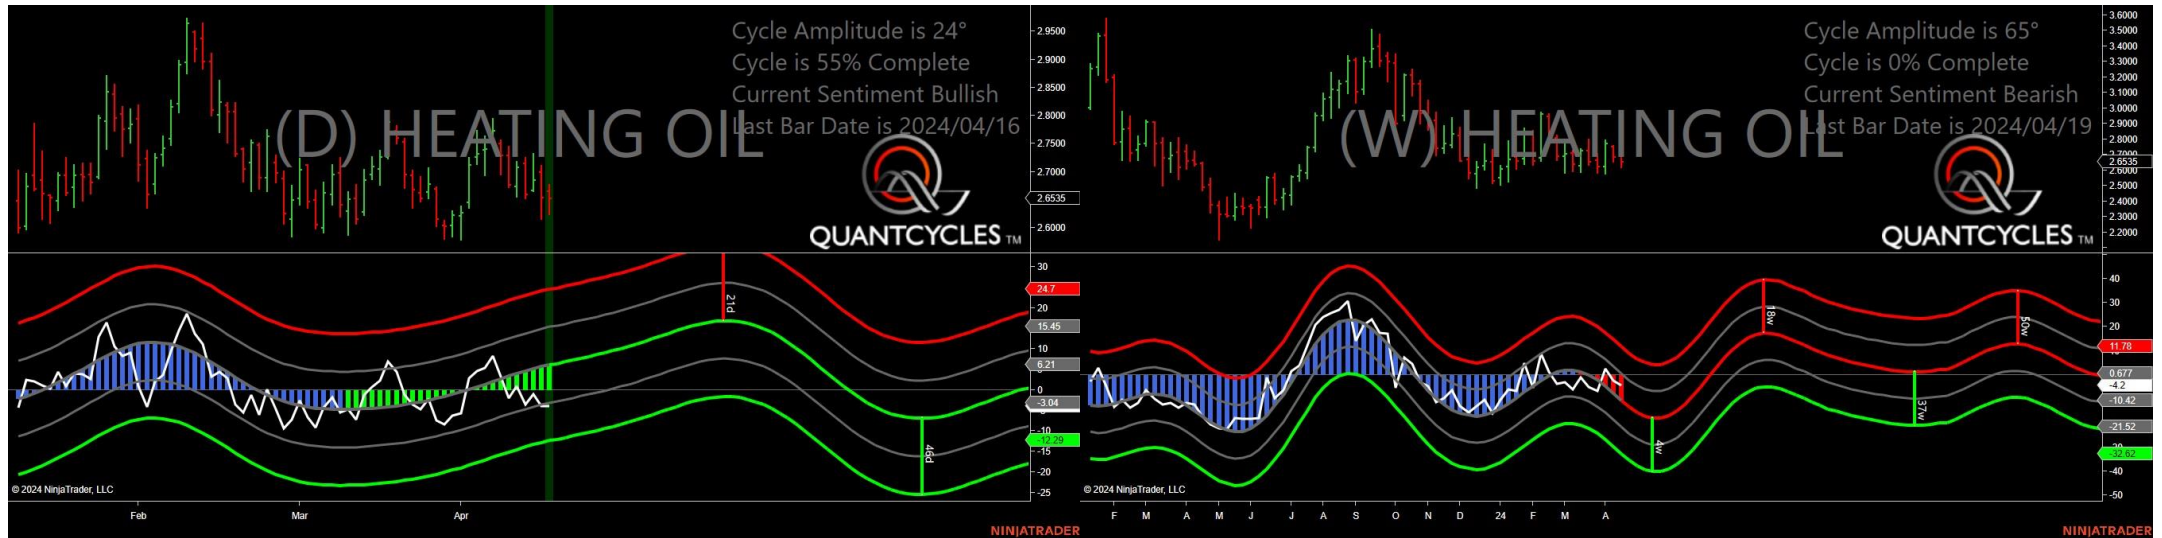 Cycle Amplitude is 24°
Cycle is 55% Complete
Current Sentiment Bullish
Last Bar Date is 2024/04/16
(D) HEATING OIL
QUANTCYCLES TM
2.9500
2.9000
2.8500
2.8000
2.7500
2.7000
2.6535
2.6000
30
24.7
20
15.45
10
6.21
0
-3.04
-10
-12.29
-15
-20
-25
21d
46d
© 2024 NinjaTrader, LLC
Feb Mar Apr
NINJATRADER
Cycle Amplitude is 65°
Cycle is 0% Complete
Current Sentiment Bearish
Last Bar Date is 2024/04/19
(W) HEATING OIL
QUANTCYCLES TM
3.6000
3.5000
3.4000
3.3000
3.2000
3.1000
3.0000
2.9000
2.8000
2.7000
2.6535
2.6000
2.5000
2.4000
2.3000
2.2000
40
30
20
11.78
0.677
-4.2
-10.42
-21.52
-32.62
-40
-50
18w
50w
37w
4w
© 2024 NinjaTrader, LLC
F M A M J J A S O N D 24 F M A
NINJATRADER